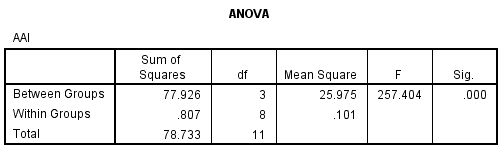 ANOVA
AAI
Sum of Squares df Mean Square F Sig.
Between Groups 77.926 3 25.975 257.404 .000
Within Groups .807 8 .101
Total 78.733 11